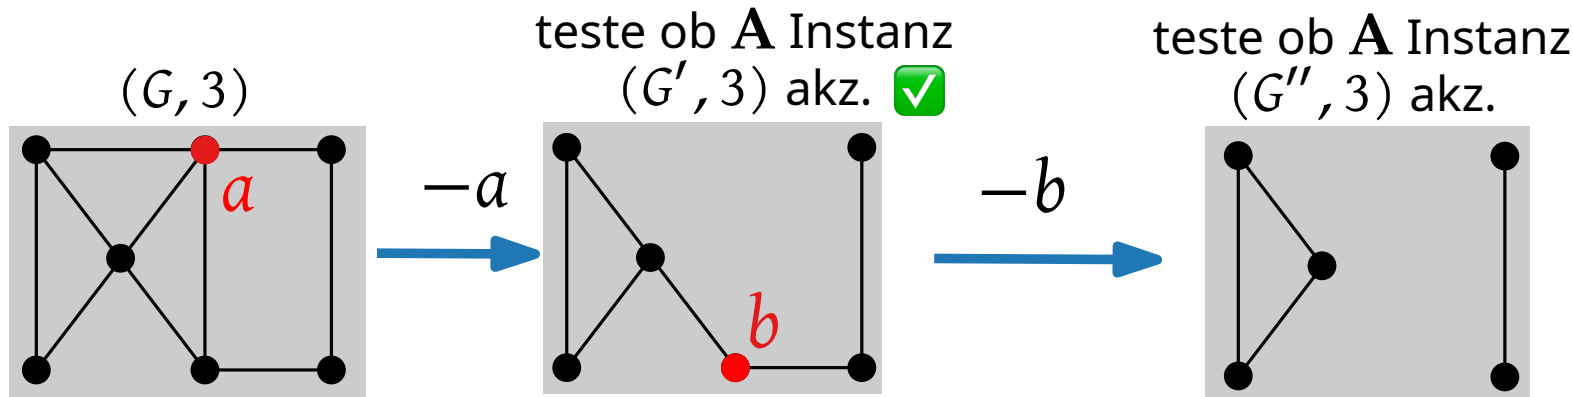 (G, 3)
a
−a
teste ob A Instanz
(G′, 3) akz. ✅
b
−b
teste ob A Instanz
(G″, 3) akz.